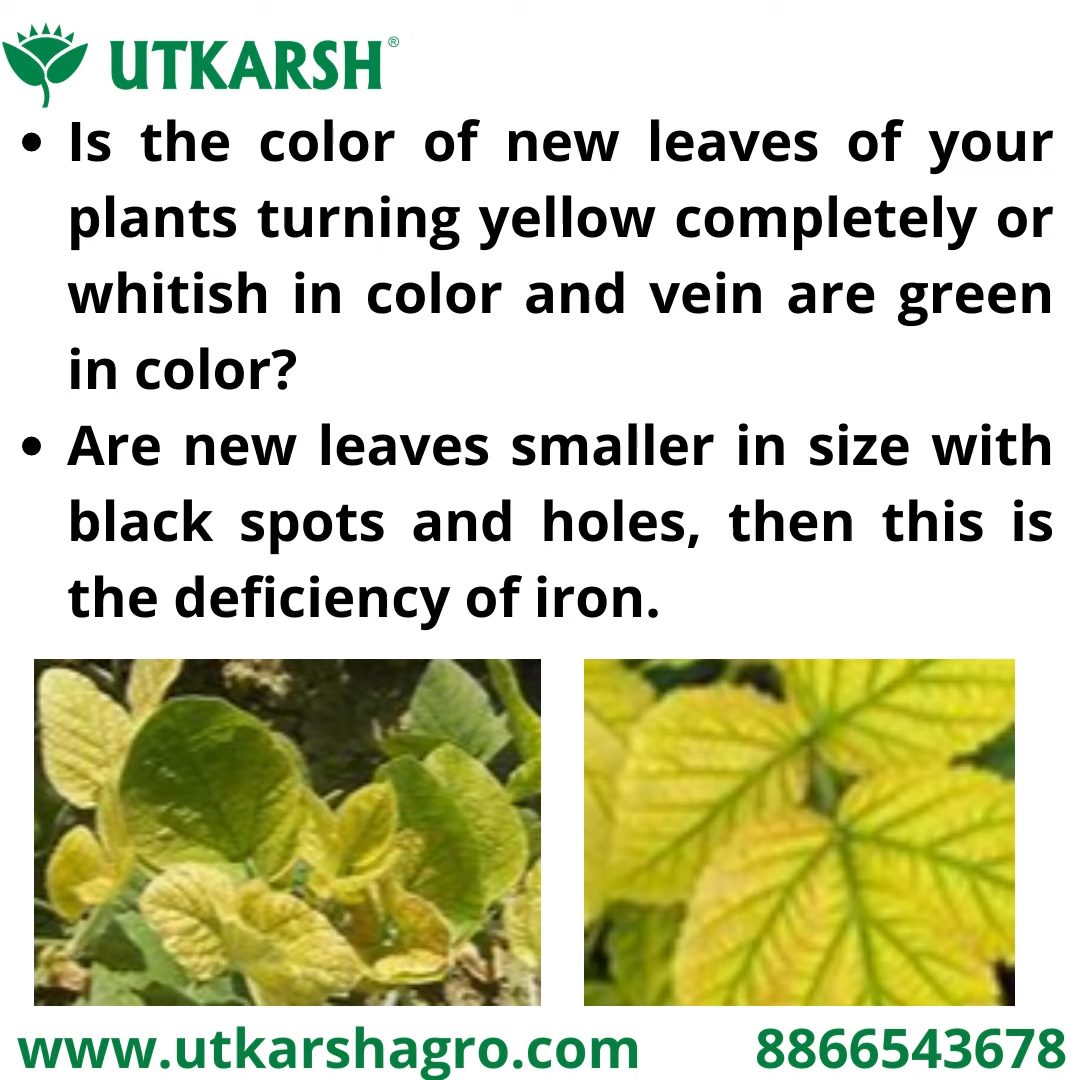 UTKARSH®
• Is the color of new leaves of your
plants turning yellow completely or
whitish in color and vein are green
in color?
• Are new leaves smaller in size with
black spots and holes, then this is
the deficiency of iron.
www.utkarshagro.com 8866543678